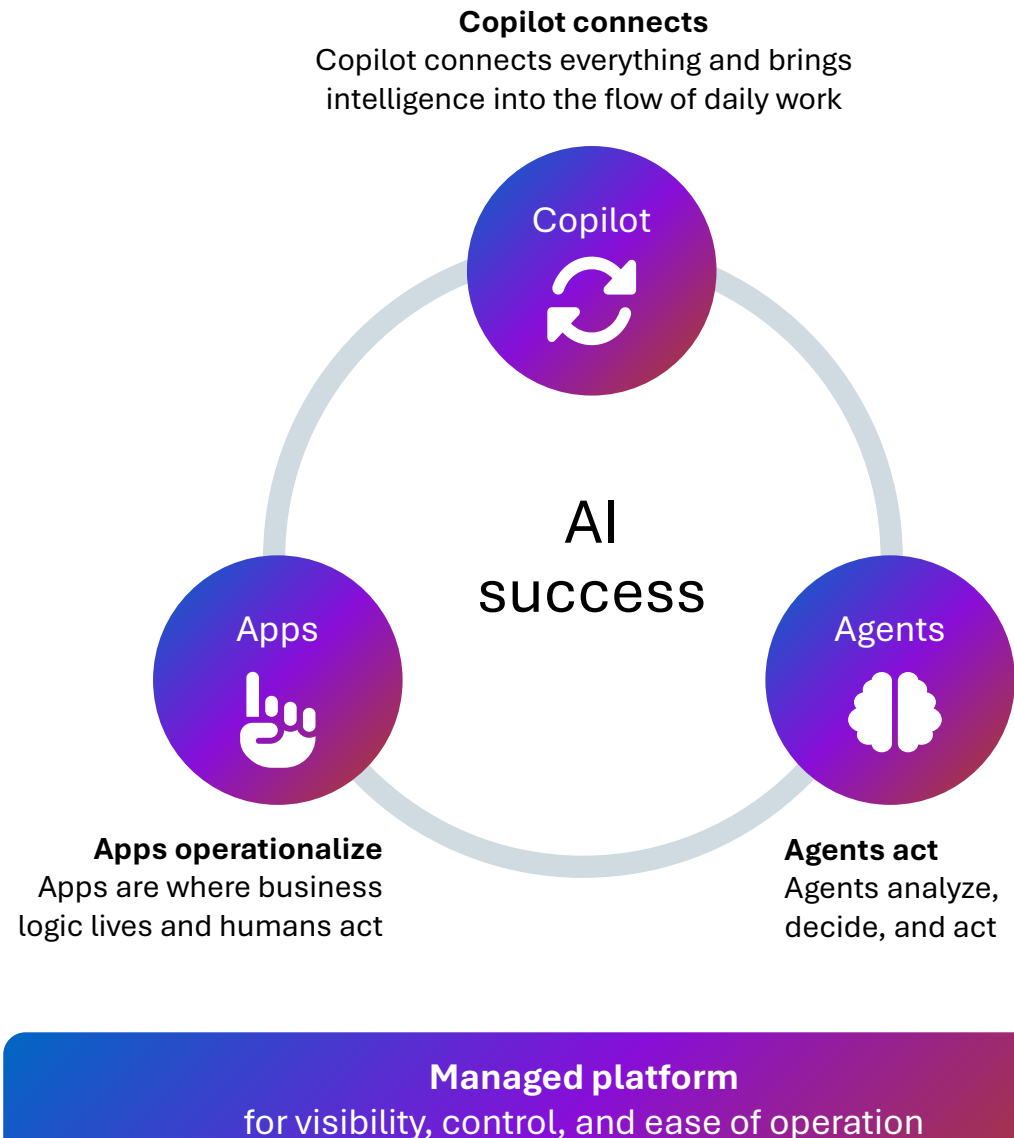 Copilot connects
Copilot connects everything and brings
intelligence into the flow of daily work
Copilot
AI
success
Apps
Agents
Apps operationalize
Apps are where business
logic lives and humans act
Agents act
Agents analyze,
decide, and act
Managed platform
for visibility, control, and ease of operation